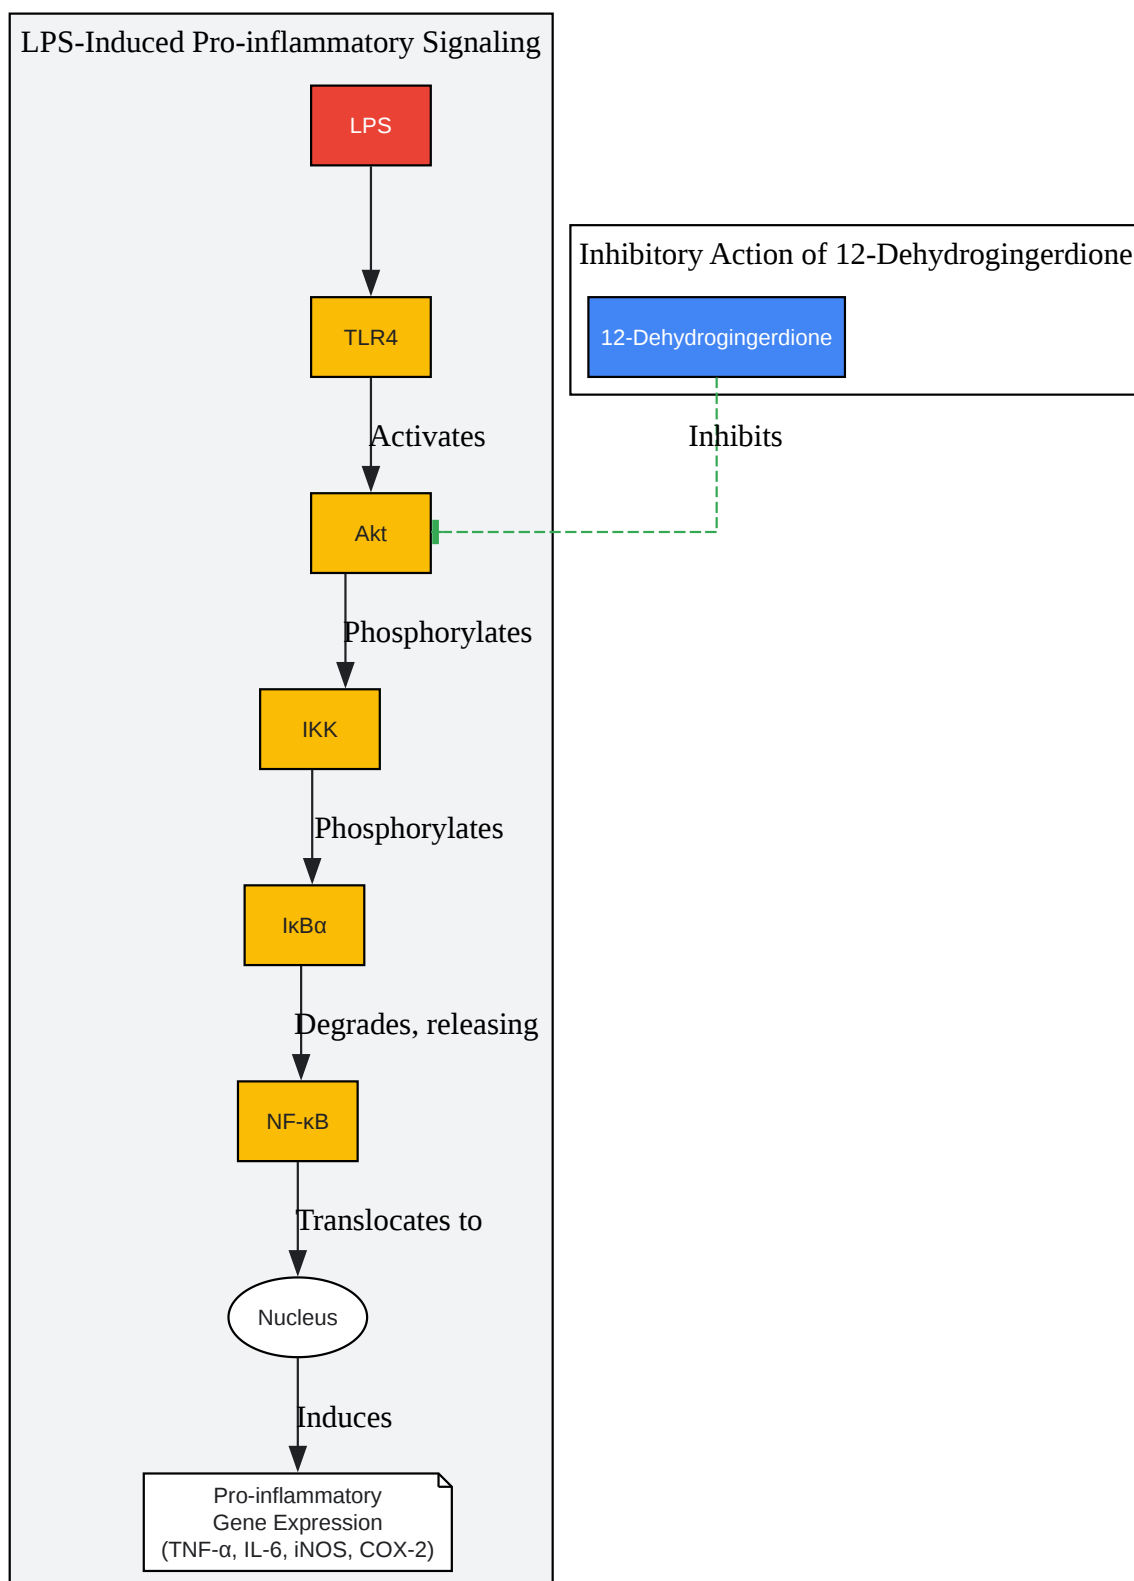 LPS-Induced Pro-inflammatory Signaling
LPS
Inhibitory Action of 12-Dehydrogingerdione
TLR4
12-Dehydrogingerdione
Activates
Inhibits
Akt
Phosphorylates
IKK
Phosphorylates
IκBα
Degrades, releasing
NF-κB
Translocates to
Nucleus
Induces
Pro-inflammatory
Gene Expression
(TNF-α, IL-6, iNOS, COX-2)